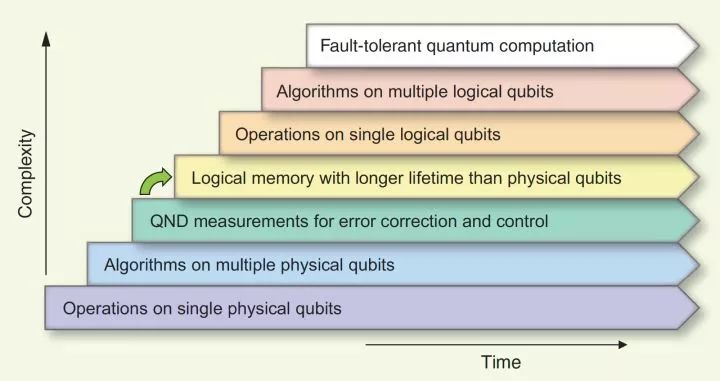 Fault-tolerant quantum computation
Algorithms on multiple logical qubits
Operations on single logical qubits
Logical memory with longer lifetime than physical qubits
QND measurements for error correction and control
Algorithms on multiple physical qubits
Operations on single physical qubits
Complexity
Time